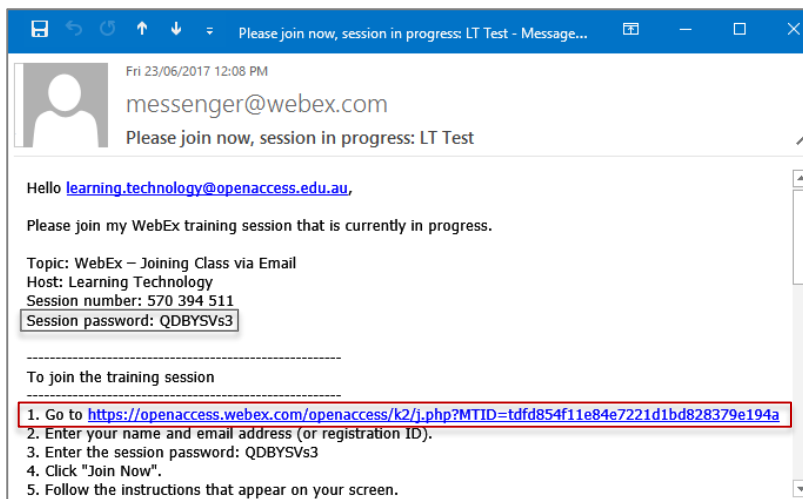 Please join now, session in progress: LT Test - Message...
Fri 23/06/2017 12:08 PM
messenger@webex.com
Please join now, session in progress: LT Test
Hello learning.technology@openaccess.edu.au,
Please join my WebEx training session that is currently in progress.
Topic: WebEx – Joining Class via Email
Host: Learning Technology
Session number: 570 394 511
Session password: QDBYSVs3
-------------------------------------------------------
To join the training session
-------------------------------------------------------
1. Go to https://openaccess.webex.com/openaccess/k2/j.php?MTID=tdfd854f11e84e7221d1bd828379e194a
2. Enter your name and email address (or registration ID).
3. Enter the session password: QDBYSVs3
4. Click "Join Now".
5. Follow the instructions that appear on your screen.